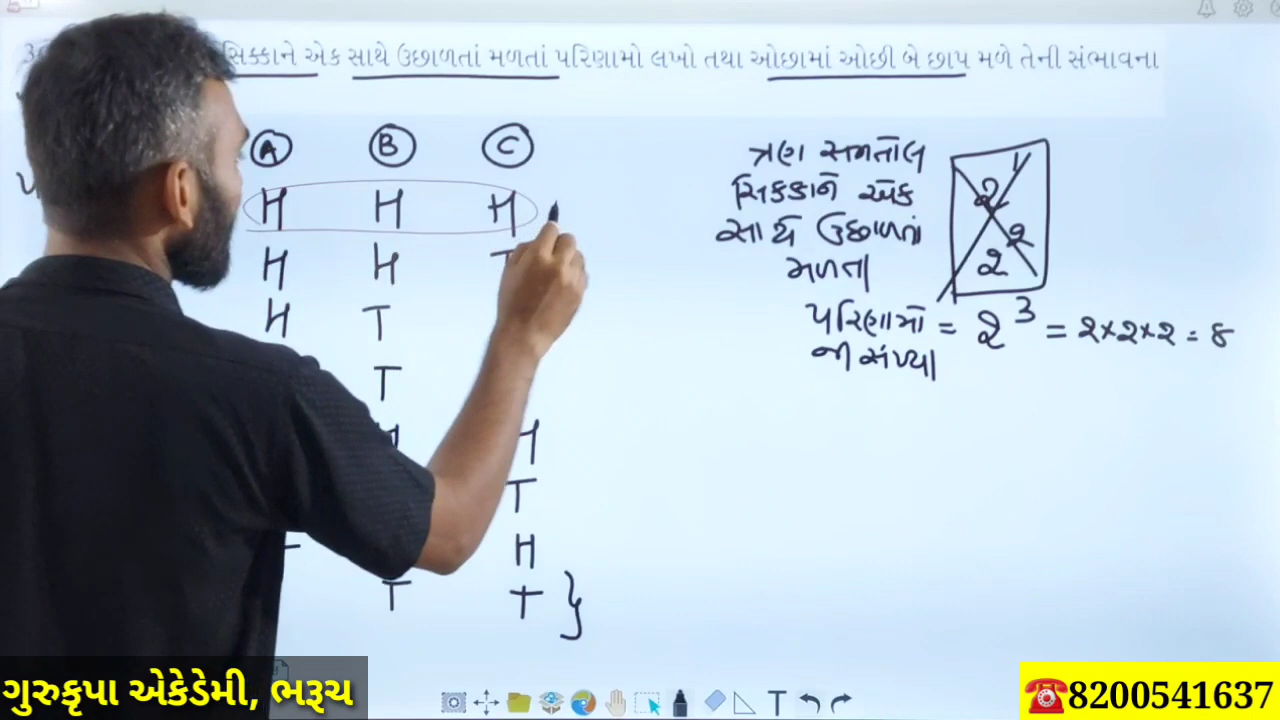 સિક્કાને એક સાથે ઉછાળતાં મળતાં પરિણામો લખો તથા ઓછામાં ઓછી બે છાપ મળે તેની સંભાવના
A B C
H H H
H H T
H T
T
H H
T
H
T T }
ત્રણ સમતોલ
સિક્કાને એક
સાથે ઉછાળતાં
મળતા
પરિણામો = 2³ = 2×2×2 = 8
ની સંખ્યા
ગુરુકૃપા એકેડેમી, ભરૂચ
☎8200541637